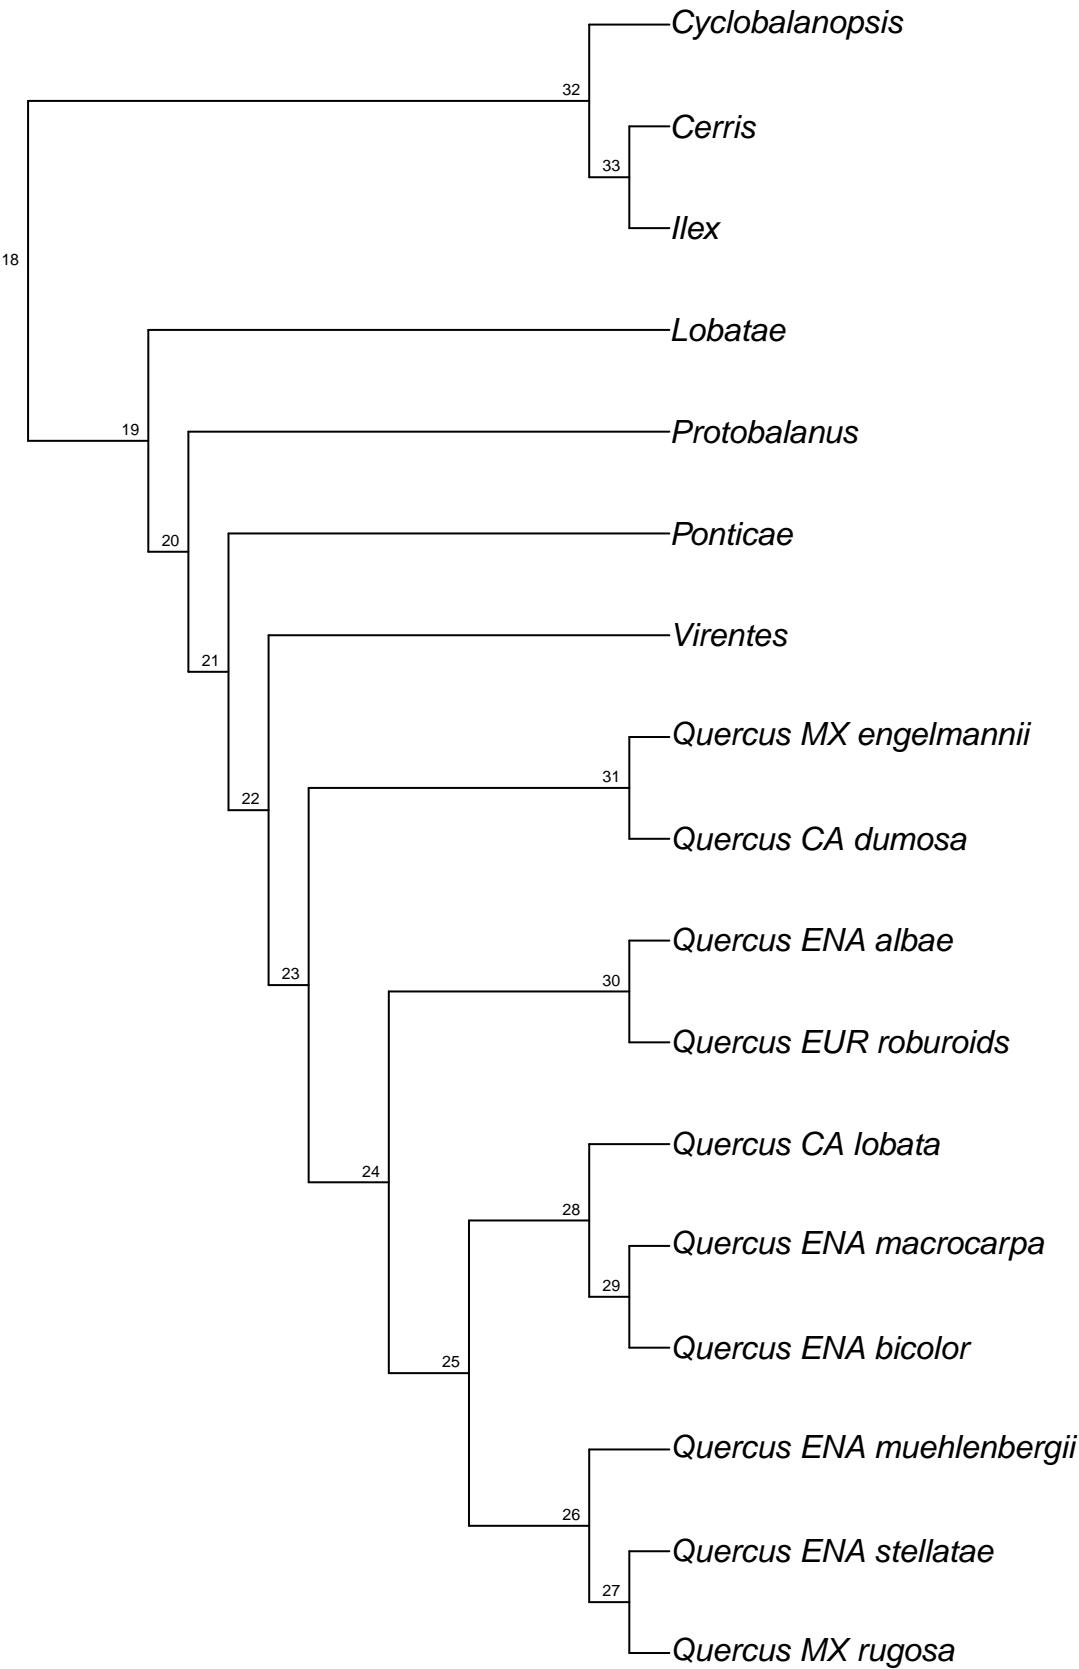 Cyclobalanopsis
32
Cerris
33
Ilex
18
Lobatae
19
Protobalanus
20
Ponticae
21
Virentes
22
Quercus MX engelmannii
31
Quercus CA dumosa
Quercus ENA albae
23
30
Quercus EUR roburoids
Quercus CA lobata
24
28
Quercus ENA macrocarpa
29
Quercus ENA bicolor
25
Quercus ENA muehlenbergii
26
Quercus ENA stellatae
27
Quercus MX rugosa